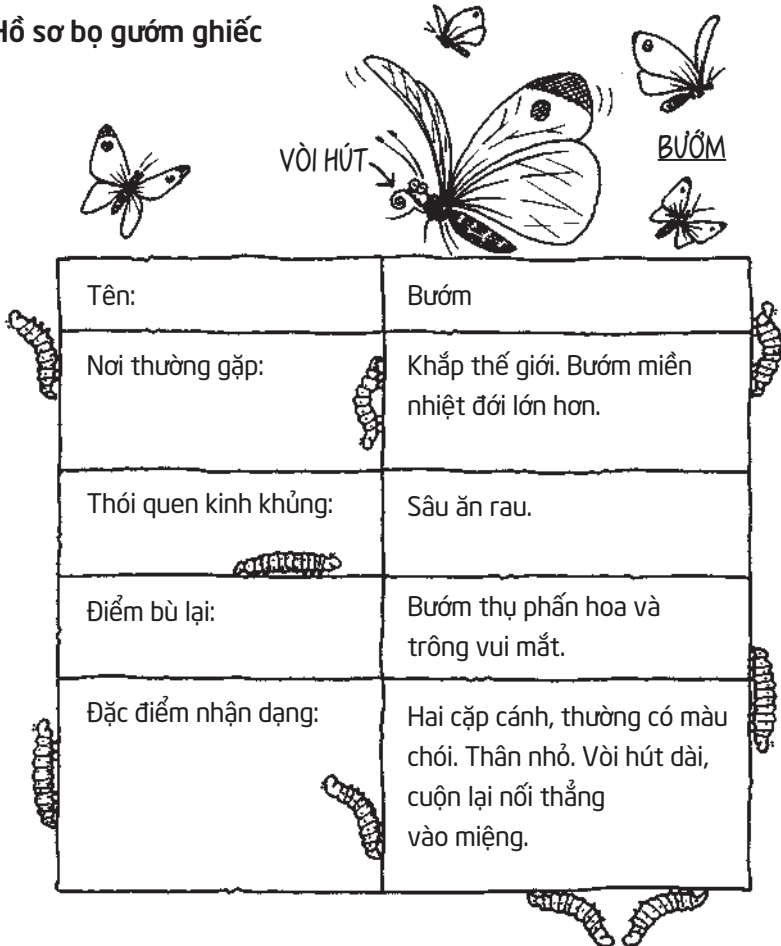 Hồ sơ bọ gướm ghiếc
VÒI HÚT
BƯỚM
Tên:
Bướm
Nơi thường gặp:
Khắp thế giới. Bướm miền
nhiệt đới lớn hơn.
Thói quen kinh khủng:
Sâu ăn rau.
Điểm bù lại:
Bướm thụ phấn hoa và
trông vui mắt.
Đặc điểm nhận dạng:
Hai cặp cánh, thường có màu
chói. Thân nhỏ. Vòi hút dài,
cuộn lại nối thẳng
vào miệng.